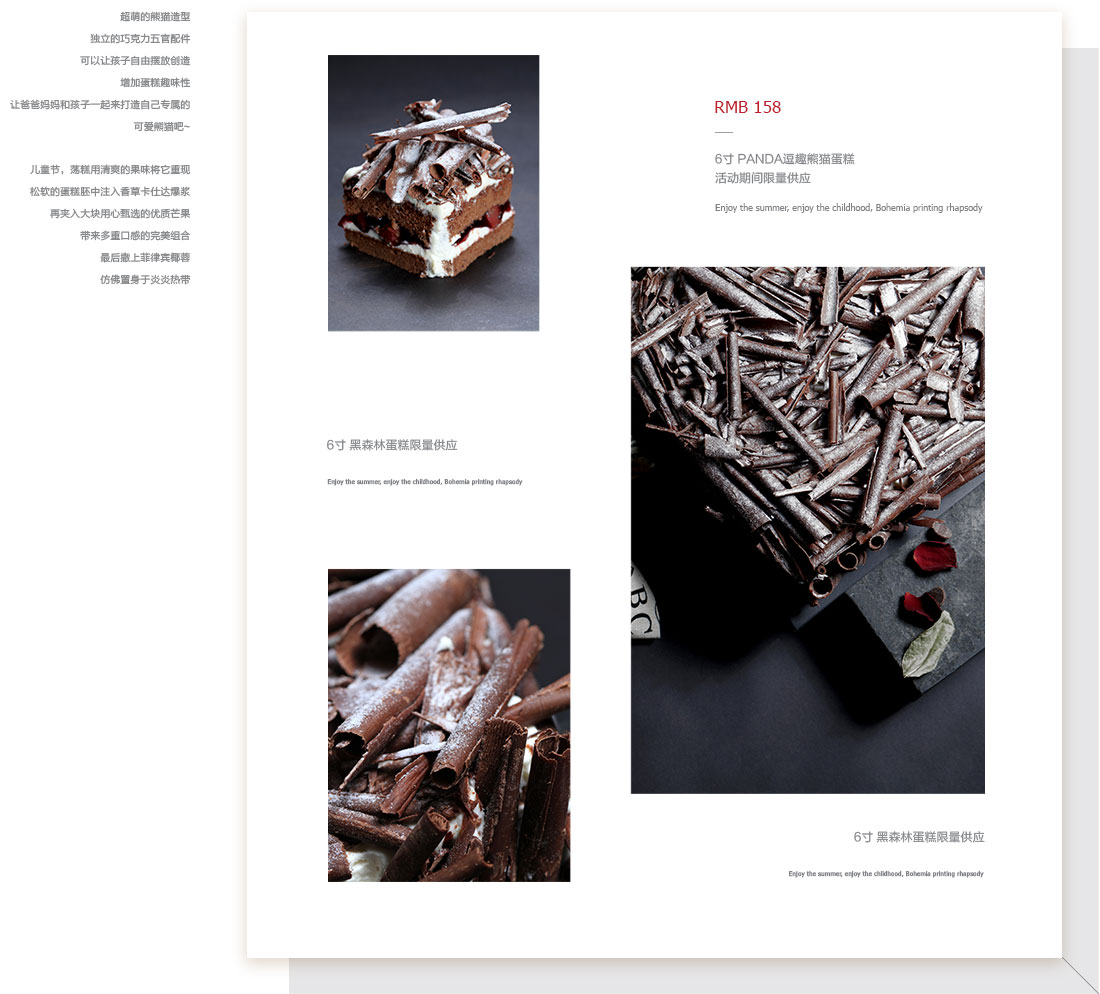 超萌的熊猫造型
独立的巧克力五官配件
可以让孩子自由摆放创造
增加蛋糕趣味性
让爸爸妈妈和孩子一起来打造自己专属的
可爱熊猫吧~
儿童节，荡糕用清爽的果味将它重现
松软的蛋糕胚中注入香草卡仕达爆浆
再夹入大块用心甄选的优质芒果
带来多重口感的完美组合
最后撒上菲律宾椰蓉
仿佛置身于炎炎热带
RMB 158
6寸 PANDA逗趣熊猫蛋糕
活动期间限量供应
Enjoy the summer, enjoy the childhood, Bohemia printing rhapsody
6寸 黑森林蛋糕限量供应
Enjoy the summer, enjoy the childhood, Bohemia printing rhapsody
BC
6寸 黑森林蛋糕限量供应
Enjoy the summer, enjoy the childhood, Bohemia printing rhapsody